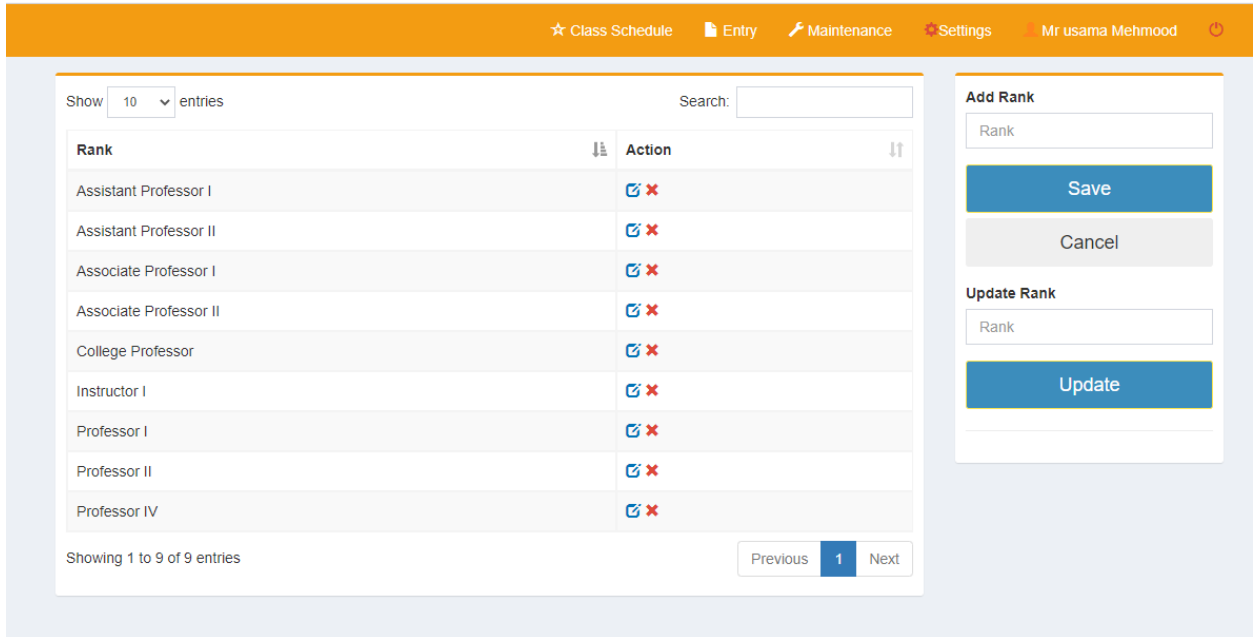 Class Schedule Entry Maintenance Settings Mr usama Mehmood
Show 10 entries Search:
Rank Action
Assistant Professor I
Assistant Professor II
Associate Professor I
Associate Professor II
College Professor
Instructor I
Professor I
Professor II
Professor IV
Showing 1 to 9 of 9 entries Previous 1 Next
Add Rank
Rank
Save
Cancel
Update Rank
Rank
Update